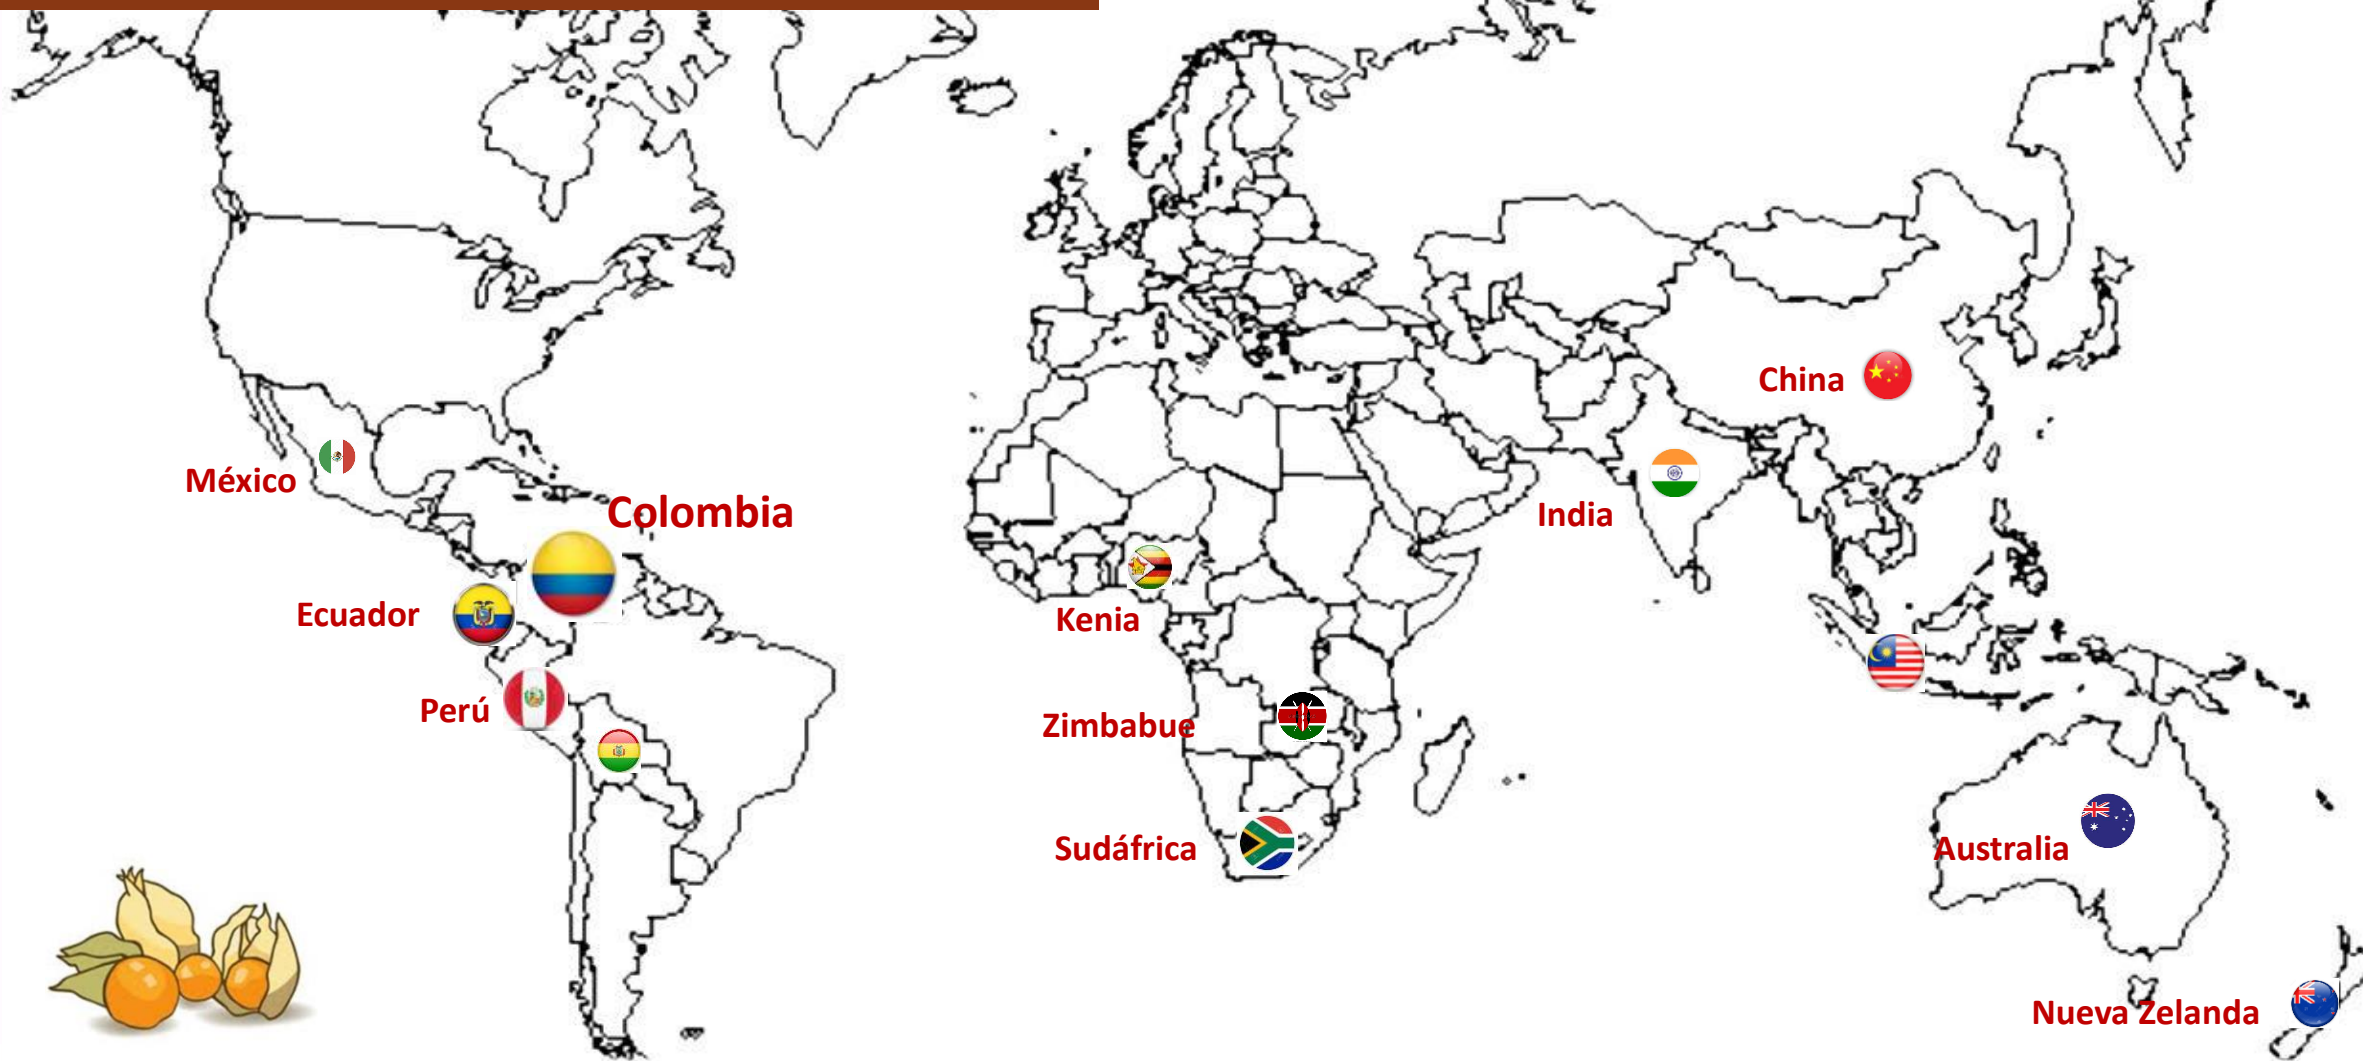 China
México
Colombia
India
Ecuador
Kenia
Perú
Zimbabue
Sudáfrica
Australia
Nueva Zelanda